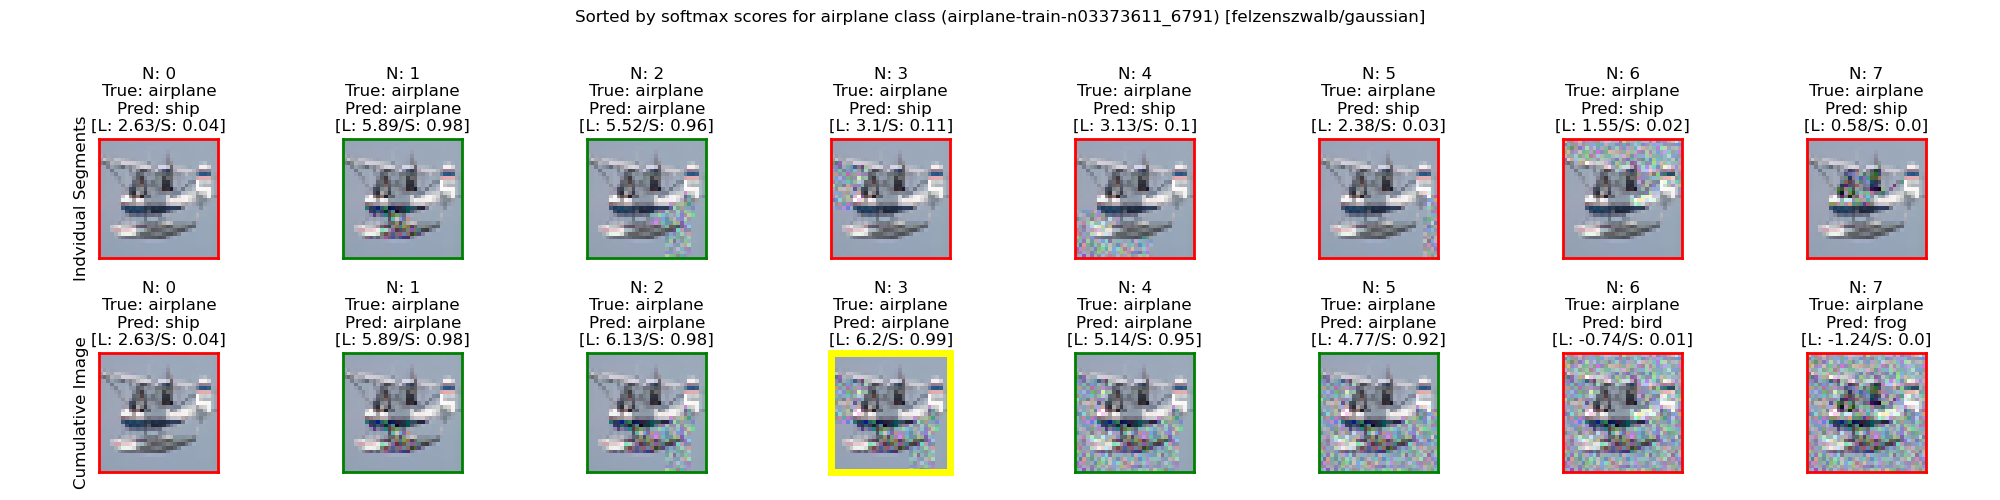 Sorted by softmax scores for airplane class (airplane-train-n03373611_6791) [felzenszwalb/gaussian]
Indvidual Segments
N: 0
True: airplane
Pred: ship
[L: 2.63/S: 0.04]
N: 1
True: airplane
Pred: airplane
[L: 5.89/S: 0.98]
N: 2
True: airplane
Pred: airplane
[L: 5.52/S: 0.96]
N: 3
True: airplane
Pred: ship
[L: 3.1/S: 0.11]
N: 4
True: airplane
Pred: ship
[L: 3.13/S: 0.1]
N: 5
True: airplane
Pred: ship
[L: 2.38/S: 0.03]
N: 6
True: airplane
Pred: ship
[L: 1.55/S: 0.02]
N: 7
True: airplane
Pred: ship
[L: 0.58/S: 0.0]
Cumulative Image
N: 0
True: airplane
Pred: ship
[L: 2.63/S: 0.04]
N: 1
True: airplane
Pred: airplane
[L: 5.89/S: 0.98]
N: 2
True: airplane
Pred: airplane
[L: 6.13/S: 0.98]
N: 3
True: airplane
Pred: airplane
[L: 6.2/S: 0.99]
N: 4
True: airplane
Pred: airplane
[L: 5.14/S: 0.95]
N: 5
True: airplane
Pred: airplane
[L: 4.77/S: 0.92]
N: 6
True: airplane
Pred: bird
[L: -0.74/S: 0.01]
N: 7
True: airplane
Pred: frog
[L: -1.24/S: 0.0]